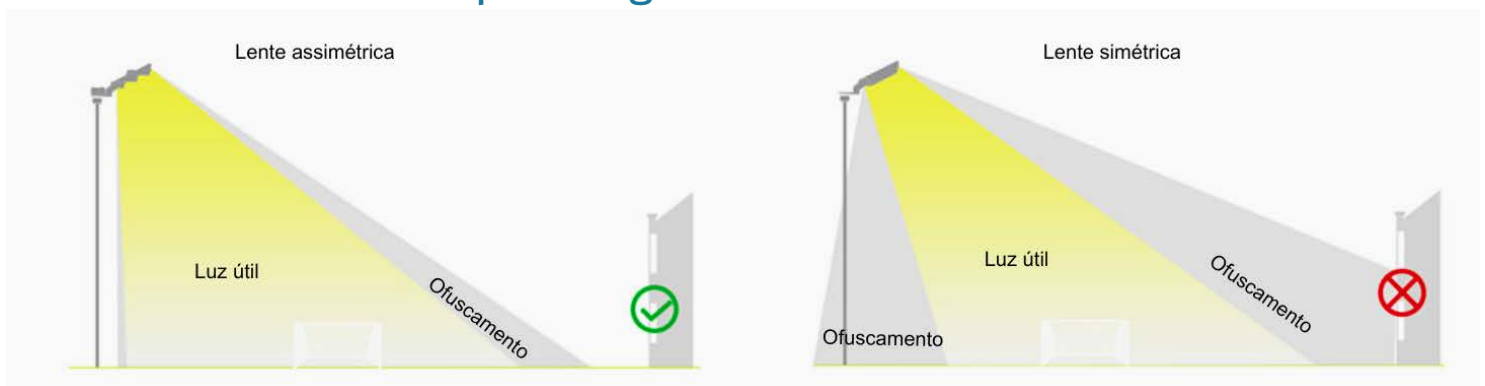 Lente assimétrica
Luz útil
Ofuscamento
Lente simétrica
Luz útil
Ofuscamento
Ofuscamento